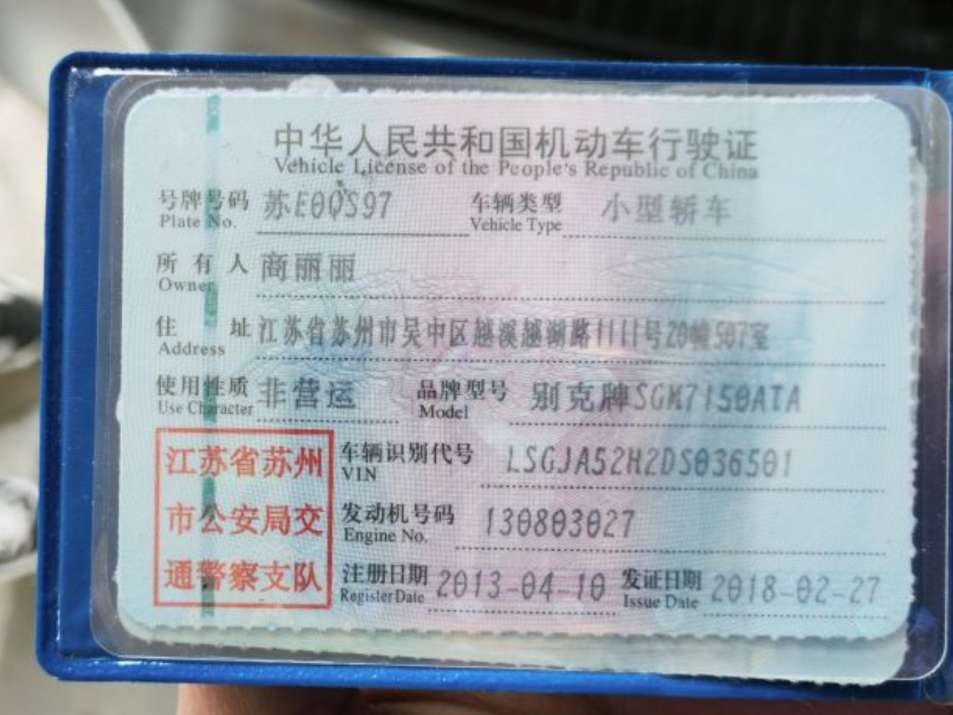 中华人民共和国机动车行驶证
Vehicle License of the People's Republic of China
号牌号码 苏E0QS97 车辆类型 小型轿车
Plate No. Vehicle Type
所有人 商丽丽
Owner
住址 江苏省苏州市吴中区越溪越湖路1111号20幢507室
Address
使用性质 非营运 品牌型号 别克牌SGM7150ATA
Use Character Model
江苏省苏州 车辆识别代号 LSGJA52H2DS036501
VIN
市公安局交 发动机号码 130803027
Engine No.
通警察支队 注册日期 2013-04-10 发证日期 2018-02-27
Register Date Issue Date